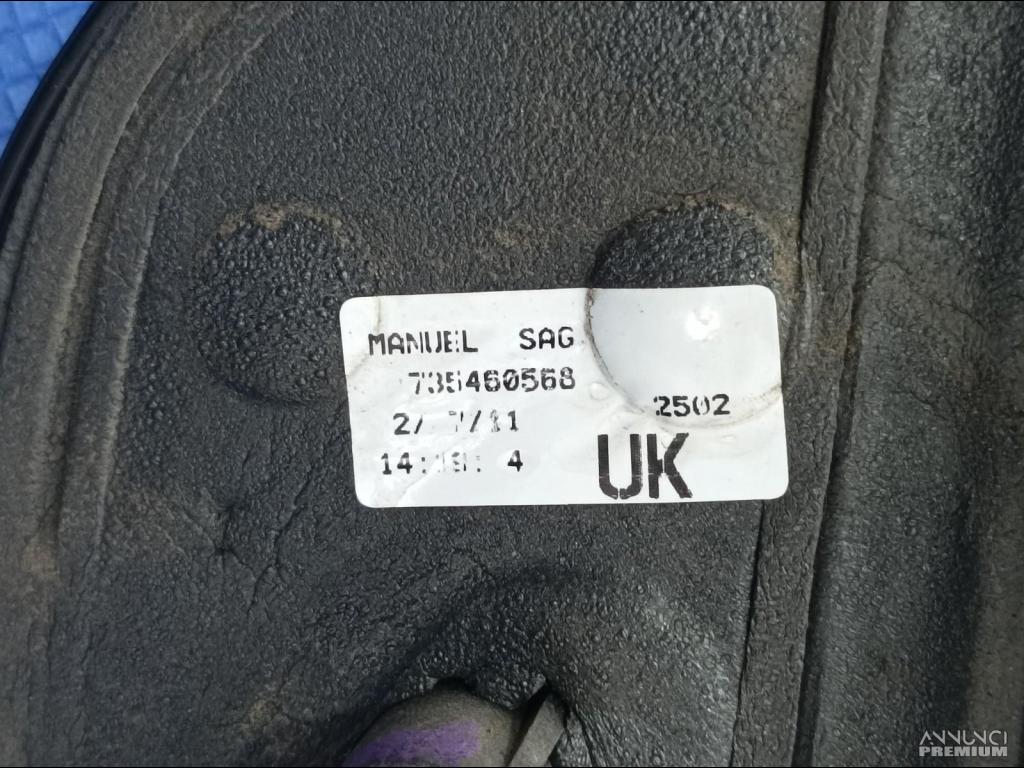 MANUEL SAG
735460568
2502
UK
ANNUNCI
PREMIUM